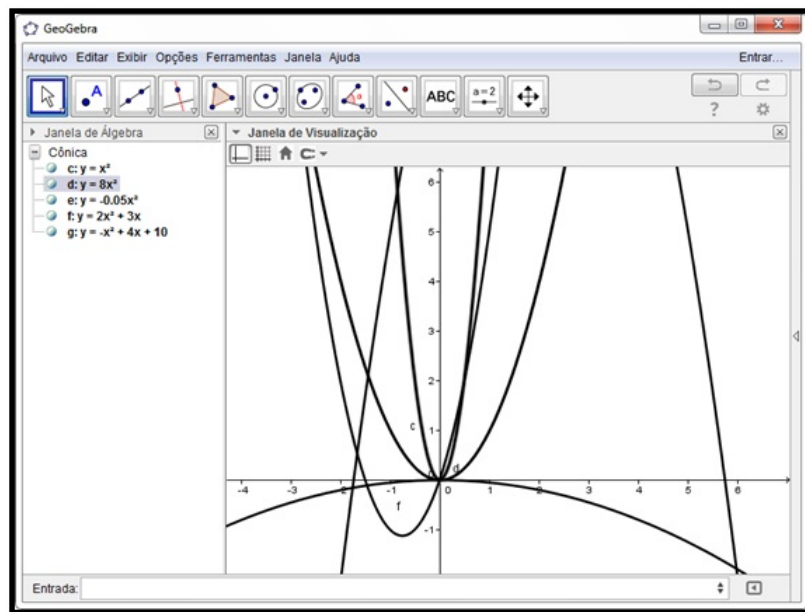 GeoGebra
Arquivo Editar Exibir Opções Ferramentas Janela Ajuda
Entrar...
A
ABC
a=2
?
Janela de Álgebra
Janela de Visualização
Cônica
c: y = x²
d: y = 8x²
e: y = -0.05x²
f: y = 2x² + 3x
g: y = -x² + 4x + 10
6
5
4
3
2
1
c
d
-4 -3 -2 -1 0 1 2 3 4 5 6
f
-1
Entrada: